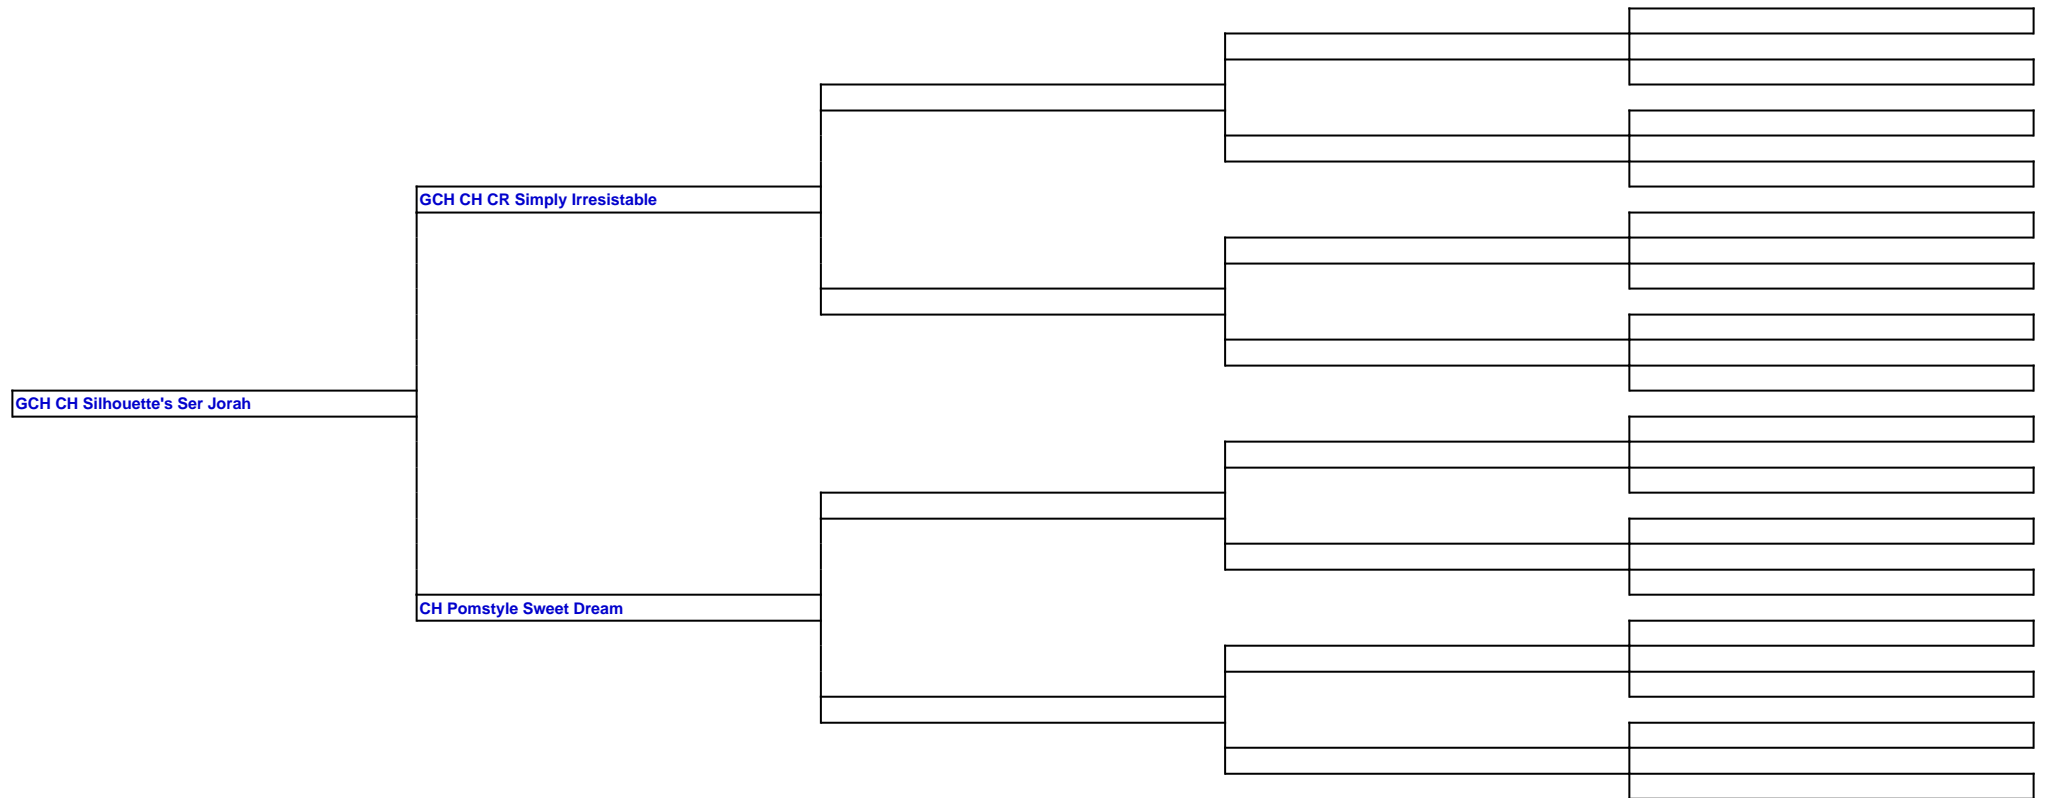 GCH CH CR Simply Irresistable
GCH CH Silhouette's Ser Jorah
CH Pomstyle Sweet Dream